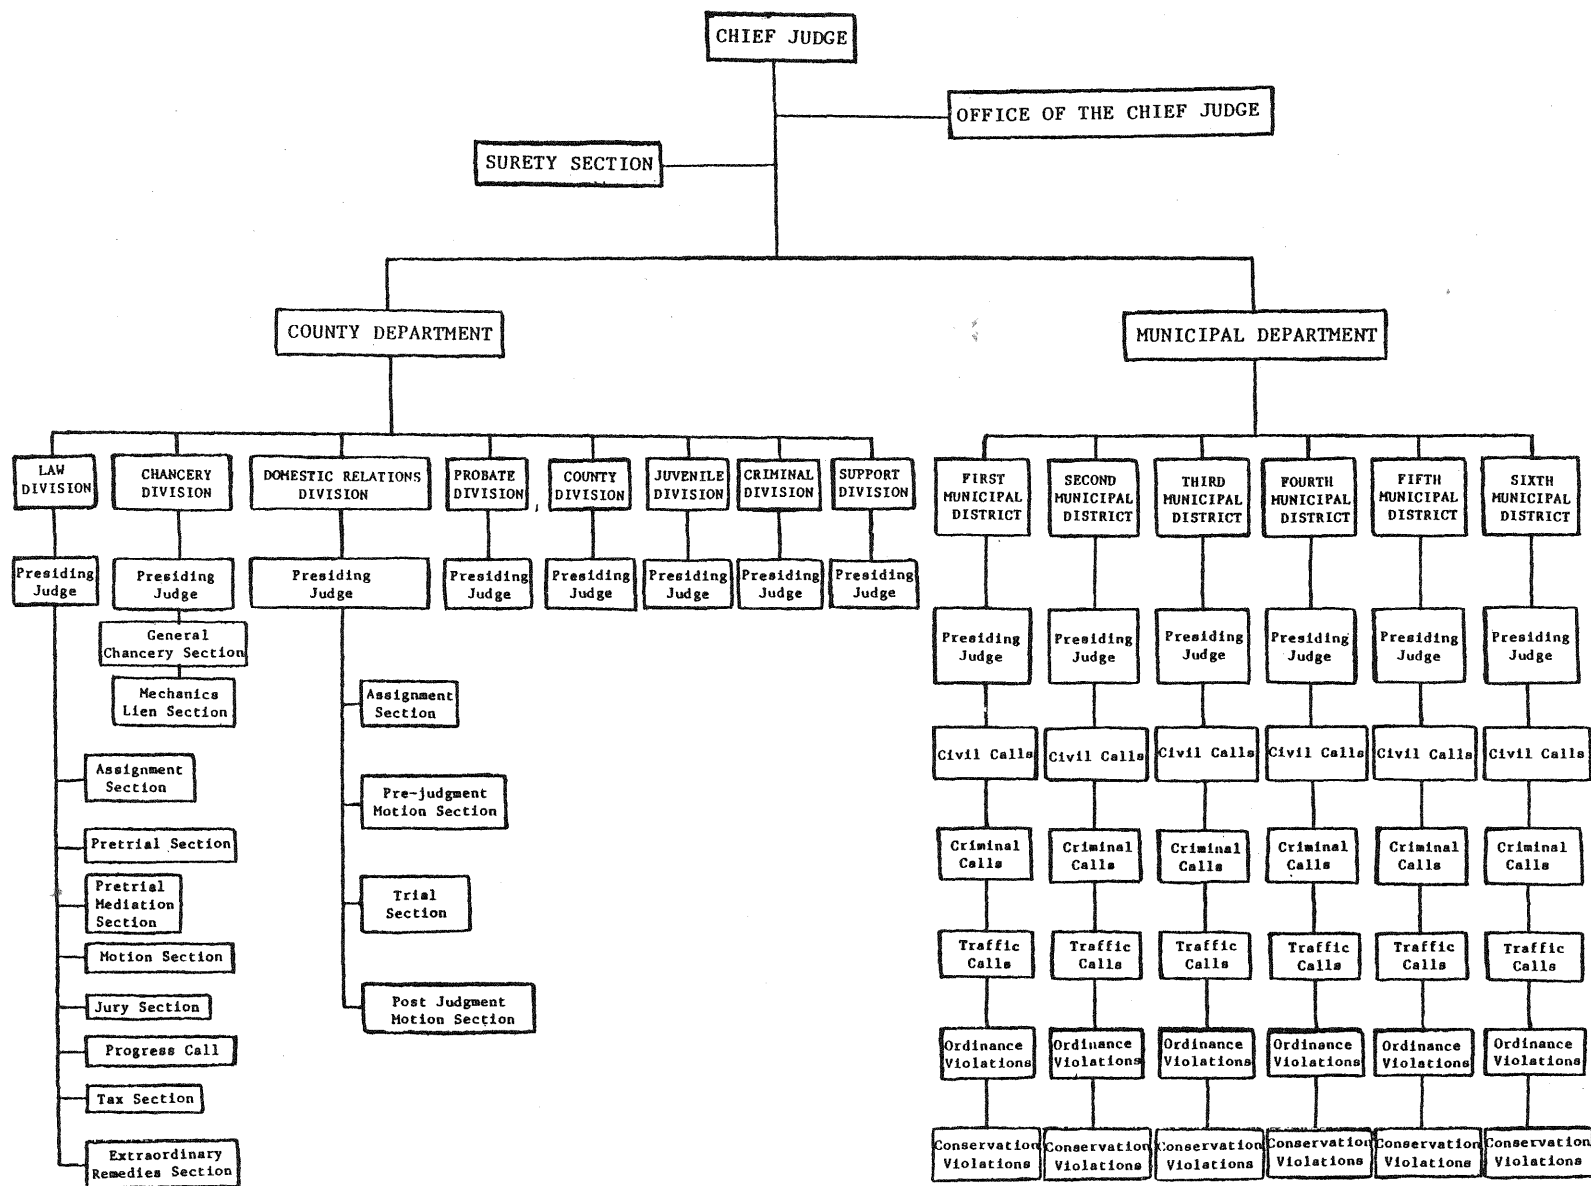 CHIEF JUDGE
OFFICE OF THE CHIEF JUDGE
SURETY SECTION
COUNTY DEPARTMENT
MUNICIPAL DEPARTMENT
LAW
DIVISION
CHANCERY
DIVISION
DOMESTIC RELATIONS
DIVISION
PROBATE
DIVISION
COUNTY
DIVISION
JUVENILE
DIVISION
CRIMINAL
DIVISION
SUPPORT
DIVISION
Presiding
Judge
Presiding
Judge
Presiding
Judge
Presiding
Judge
Presiding
Judge
Presiding
Judge
Presiding
Judge
Presiding
Judge
General
Chancery Section
Mechanics
Lien Section
Assignment
Section
Pretrial Section
Pretrial
Mediation
Section
Motion Section
Jury Section
Progress Call
Tax Section
Extraordinary
Remedies Section
Assignment
Section
Pre-judgment
Motion Section
Trial
Section
Post Judgment
Motion Section
FIRST
MUNICIPAL
DISTRICT
SECOND
MUNICIPAL
DISTRICT
THIRD
MUNICIPAL
DISTRICT
FOURTH
MUNICIPAL
DISTRICT
FIFTH
MUNICIPAL
DISTRICT
SIXTH
MUNICIPAL
DISTRICT
Presiding
Judge
Presiding
Judge
Presiding
Judge
Presiding
Judge
Presiding
Judge
Presiding
Judge
Civil Calls
Civil Calls
Civil Calls
Civil Calls
Civil Calls
Civil Calls
Criminal
Calls
Criminal
Calls
Criminal
Calls
Criminal
Calls
Criminal
Calls
Criminal
Calls
Traffic
Calls
Traffic
Calls
Traffic
Calls
Traffic
Calls
Traffic
Calls
Traffic
Calls
Ordinance
Violations
Ordinance
Violations
Ordinance
Violations
Ordinance
Violations
Ordinance
Violations
Ordinance
Violations
Conservation
Violations
Conservation
Violations
Conservation
Violations
Conservation
Violations
Conservation
Violations
Conservation
Violations